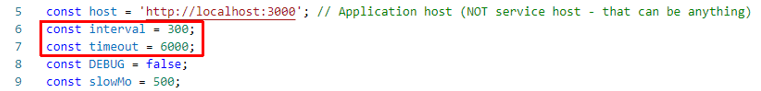 5 const host = 'http://localhost:3000'; // Application host (NOT service host - that can be anything)
6 const interval = 300;
7 const timeout = 6000;
8 const DEBUG = false;
9 const slowMo = 500;